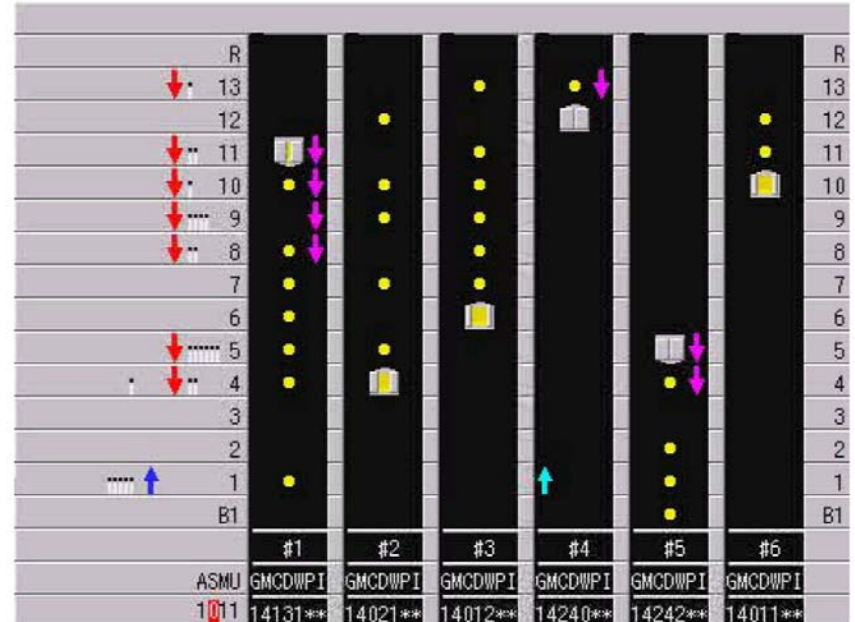 R R
13 13
12 12
11 11
10 10
9 9
8 8
7 7
6 6
5 5
4 4
3 3
2 2
1 1
B1 B1
#1 #2 #3 #4 #5 #6
ASMU GMCDWPI GMCDWPI GMCDWPI GMCDWPI GMCDWPI GMCDWPI
1011 14131** 14021** 14012** 14240** 14242** 14011**